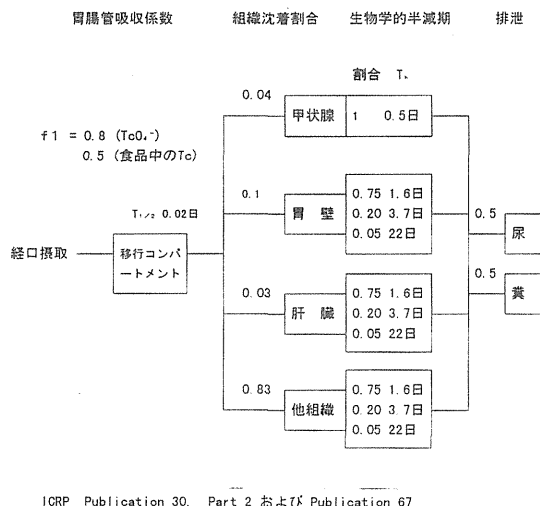 胃腸管吸収係数 組織沈着割合 生物学的半減期 排泄
割合 Tb
0.04
甲状腺 1 0.5日
f1 = 0.8 (TcO₄⁻)
0.5 (食品中のTc)
0.1
胃 壁
0.75 1.6日
0.20 3.7日
0.05 22日
T₁/₂ 0.02日
経口摂取
移行コンパ
ートメント
0.5
尿
0.5
糞
0.03
肝 臓
0.75 1.6日
0.20 3.7日
0.05 22日
0.83
他組織
0.75 1.6日
0.20 3.7日
0.05 22日
ICRP Publication 30, Part 2 および Publication 67